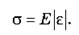 σ = E|ε|.